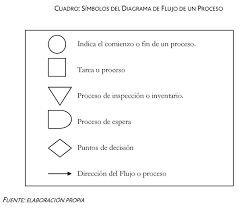 CUADRO: SÍMBOLOS DEL DIAGRAMA DE FLUJO DE UN PROCESO
Indica el comienzo o fin de un proceso.
Tarea u proceso
Proceso de inspección o inventario.
Proceso de espera
Puntos de decisión
Dirección del Flujo o proceso
FUENTE: ELABORACIÓN PROPIA